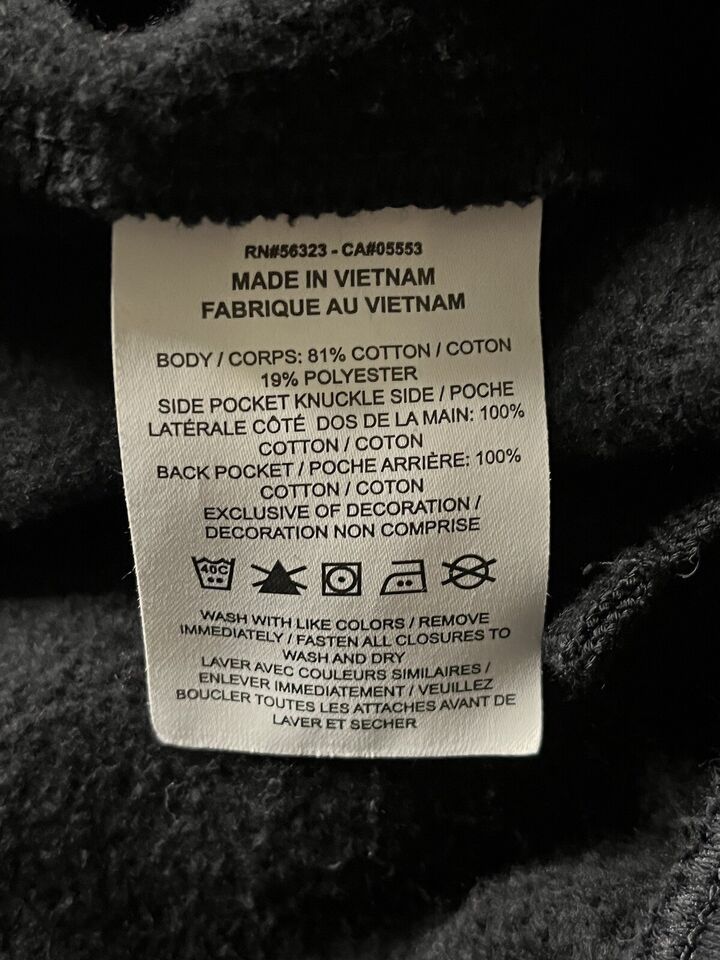 RN#56323 - CA#05553
MADE IN VIETNAM
FABRIQUE AU VIETNAM
BODY / CORPS: 81% COTTON / COTON
19% POLYESTER
SIDE POCKET KNUCKLE SIDE / POCHE
LATÉRALE CÔTÉ DOS DE LA MAIN: 100%
COTTON / COTON
BACK POCKET / POCHE ARRIÈRE: 100%
COTTON / COTON
EXCLUSIVE OF DECORATION /
DECORATION NON COMPRISE
40C
WASH WITH LIKE COLORS / REMOVE
IMMEDIATELY / FASTEN ALL CLOSURES TO
WASH AND DRY
LAVER AVEC COULEURS SIMILAIRES /
ENLEVER IMMEDIATEMENT / VEUILLEZ
BOUCLER TOUTES LES ATTACHES AVANT DE
LAVER ET SECHER